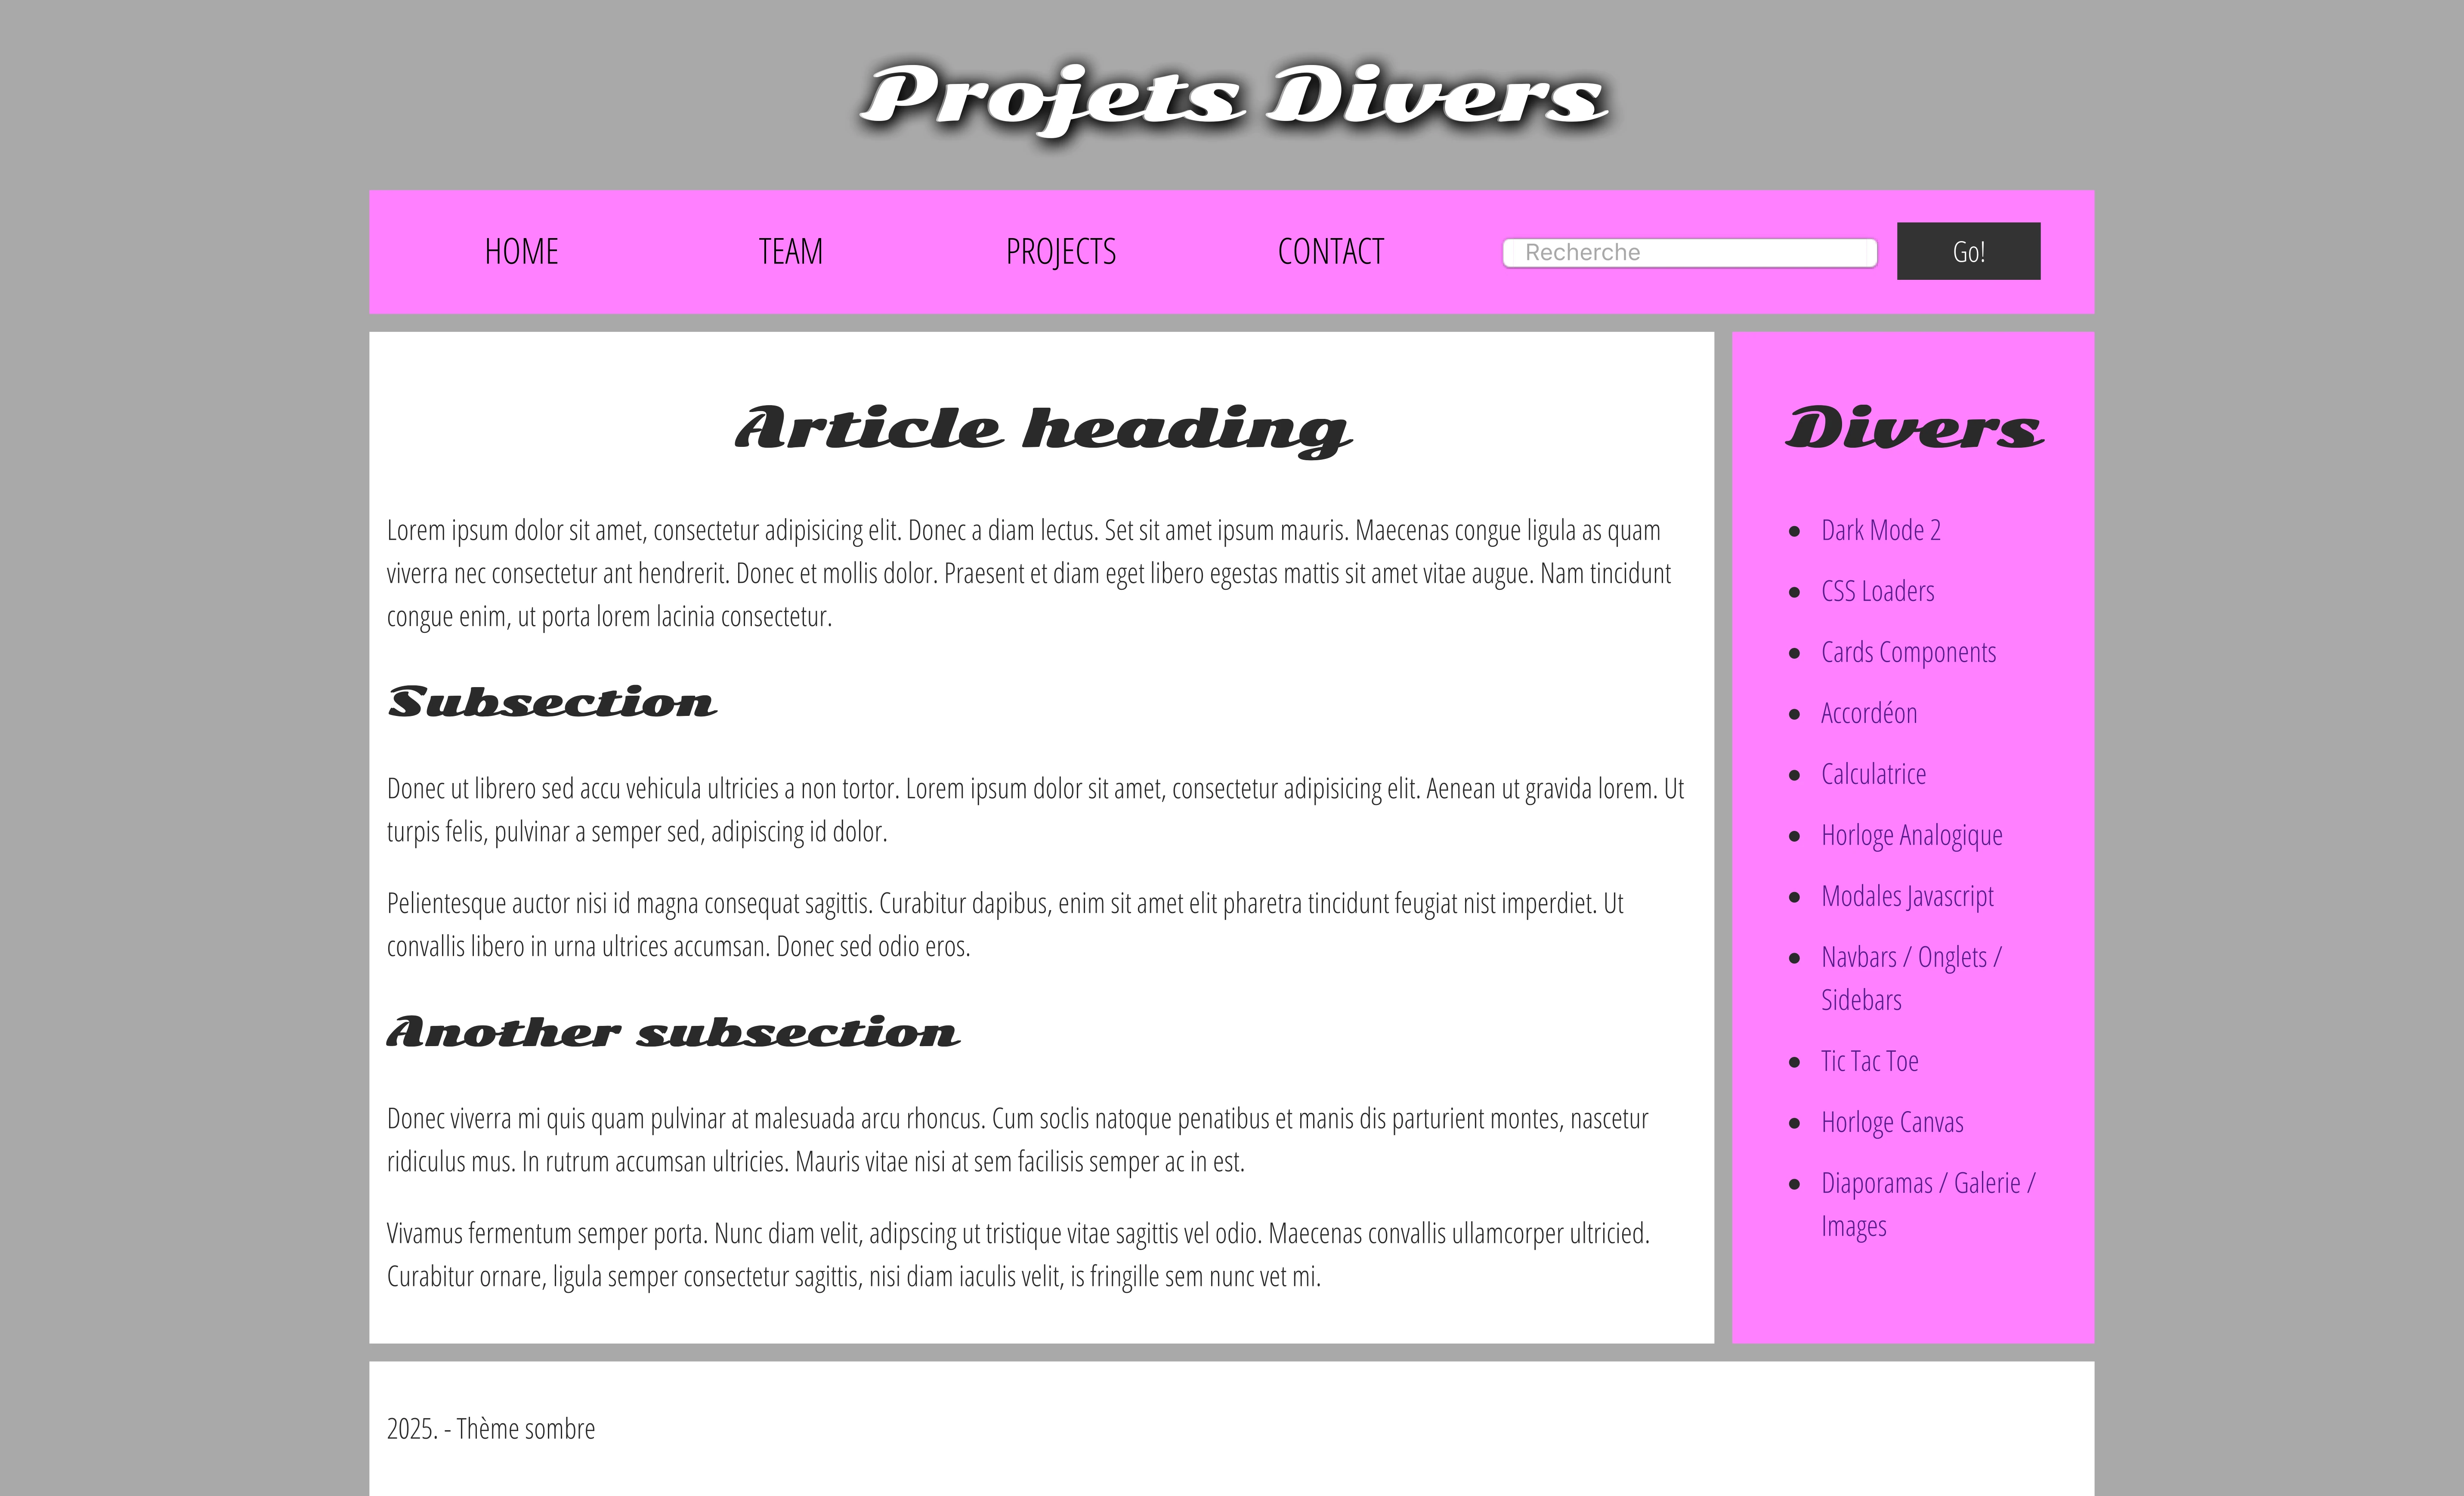 Projets Divers
HOME
TEAM
PROJECTS
CONTACT
Recherche
Go!
Article heading
Lorem ipsum dolor sit amet, consectetur adipisicing elit. Donec a diam lectus. Set sit amet ipsum mauris. Maecenas congue ligula as quam
viverra nec consectetur ant hendrerit. Donec et mollis dolor. Praesent et diam eget libero egestas mattis sit amet vitae augue. Nam tincidunt
congue enim, ut porta lorem lacinia consectetur.
Subsection
Donec ut librero sed accu vehicula ultricies a non tortor. Lorem ipsum dolor sit amet, consectetur adipisicing elit. Aenean ut gravida lorem. Ut
turpis felis, pulvinar a semper sed, adipiscing id dolor.
Pelientesque auctor nisi id magna consequat sagittis. Curabitur dapibus, enim sit amet elit pharetra tincidunt feugiat nist imperdiet. Ut
convallis libero in urna ultrices accumsan. Donec sed odio eros.
Another subsection
Donec viverra mi quis quam pulvinar at malesuada arcu rhoncus. Cum soclis natoque penatibus et manis dis parturient montes, nascetur
ridiculus mus. In rutrum accumsan ultricies. Mauris vitae nisi at sem facilisis semper ac in est.
Vivamus fermentum semper porta. Nunc diam velit, adipscing ut tristique vitae sagittis vel odio. Maecenas convallis ullamcorper ultricied.
Curabitur ornare, ligula semper consectetur sagittis, nisi diam iaculis velit, is fringille sem nunc vet mi.
Divers
Dark Mode 2
CSS Loaders
Cards Components
Accordéon
Calculatrice
Horloge Analogique
Modales Javascript
Navbars / Onglets /
Sidebars
Tic Tac Toe
Horloge Canvas
Diaporamas / Galerie /
Images
2025. - Thème sombre